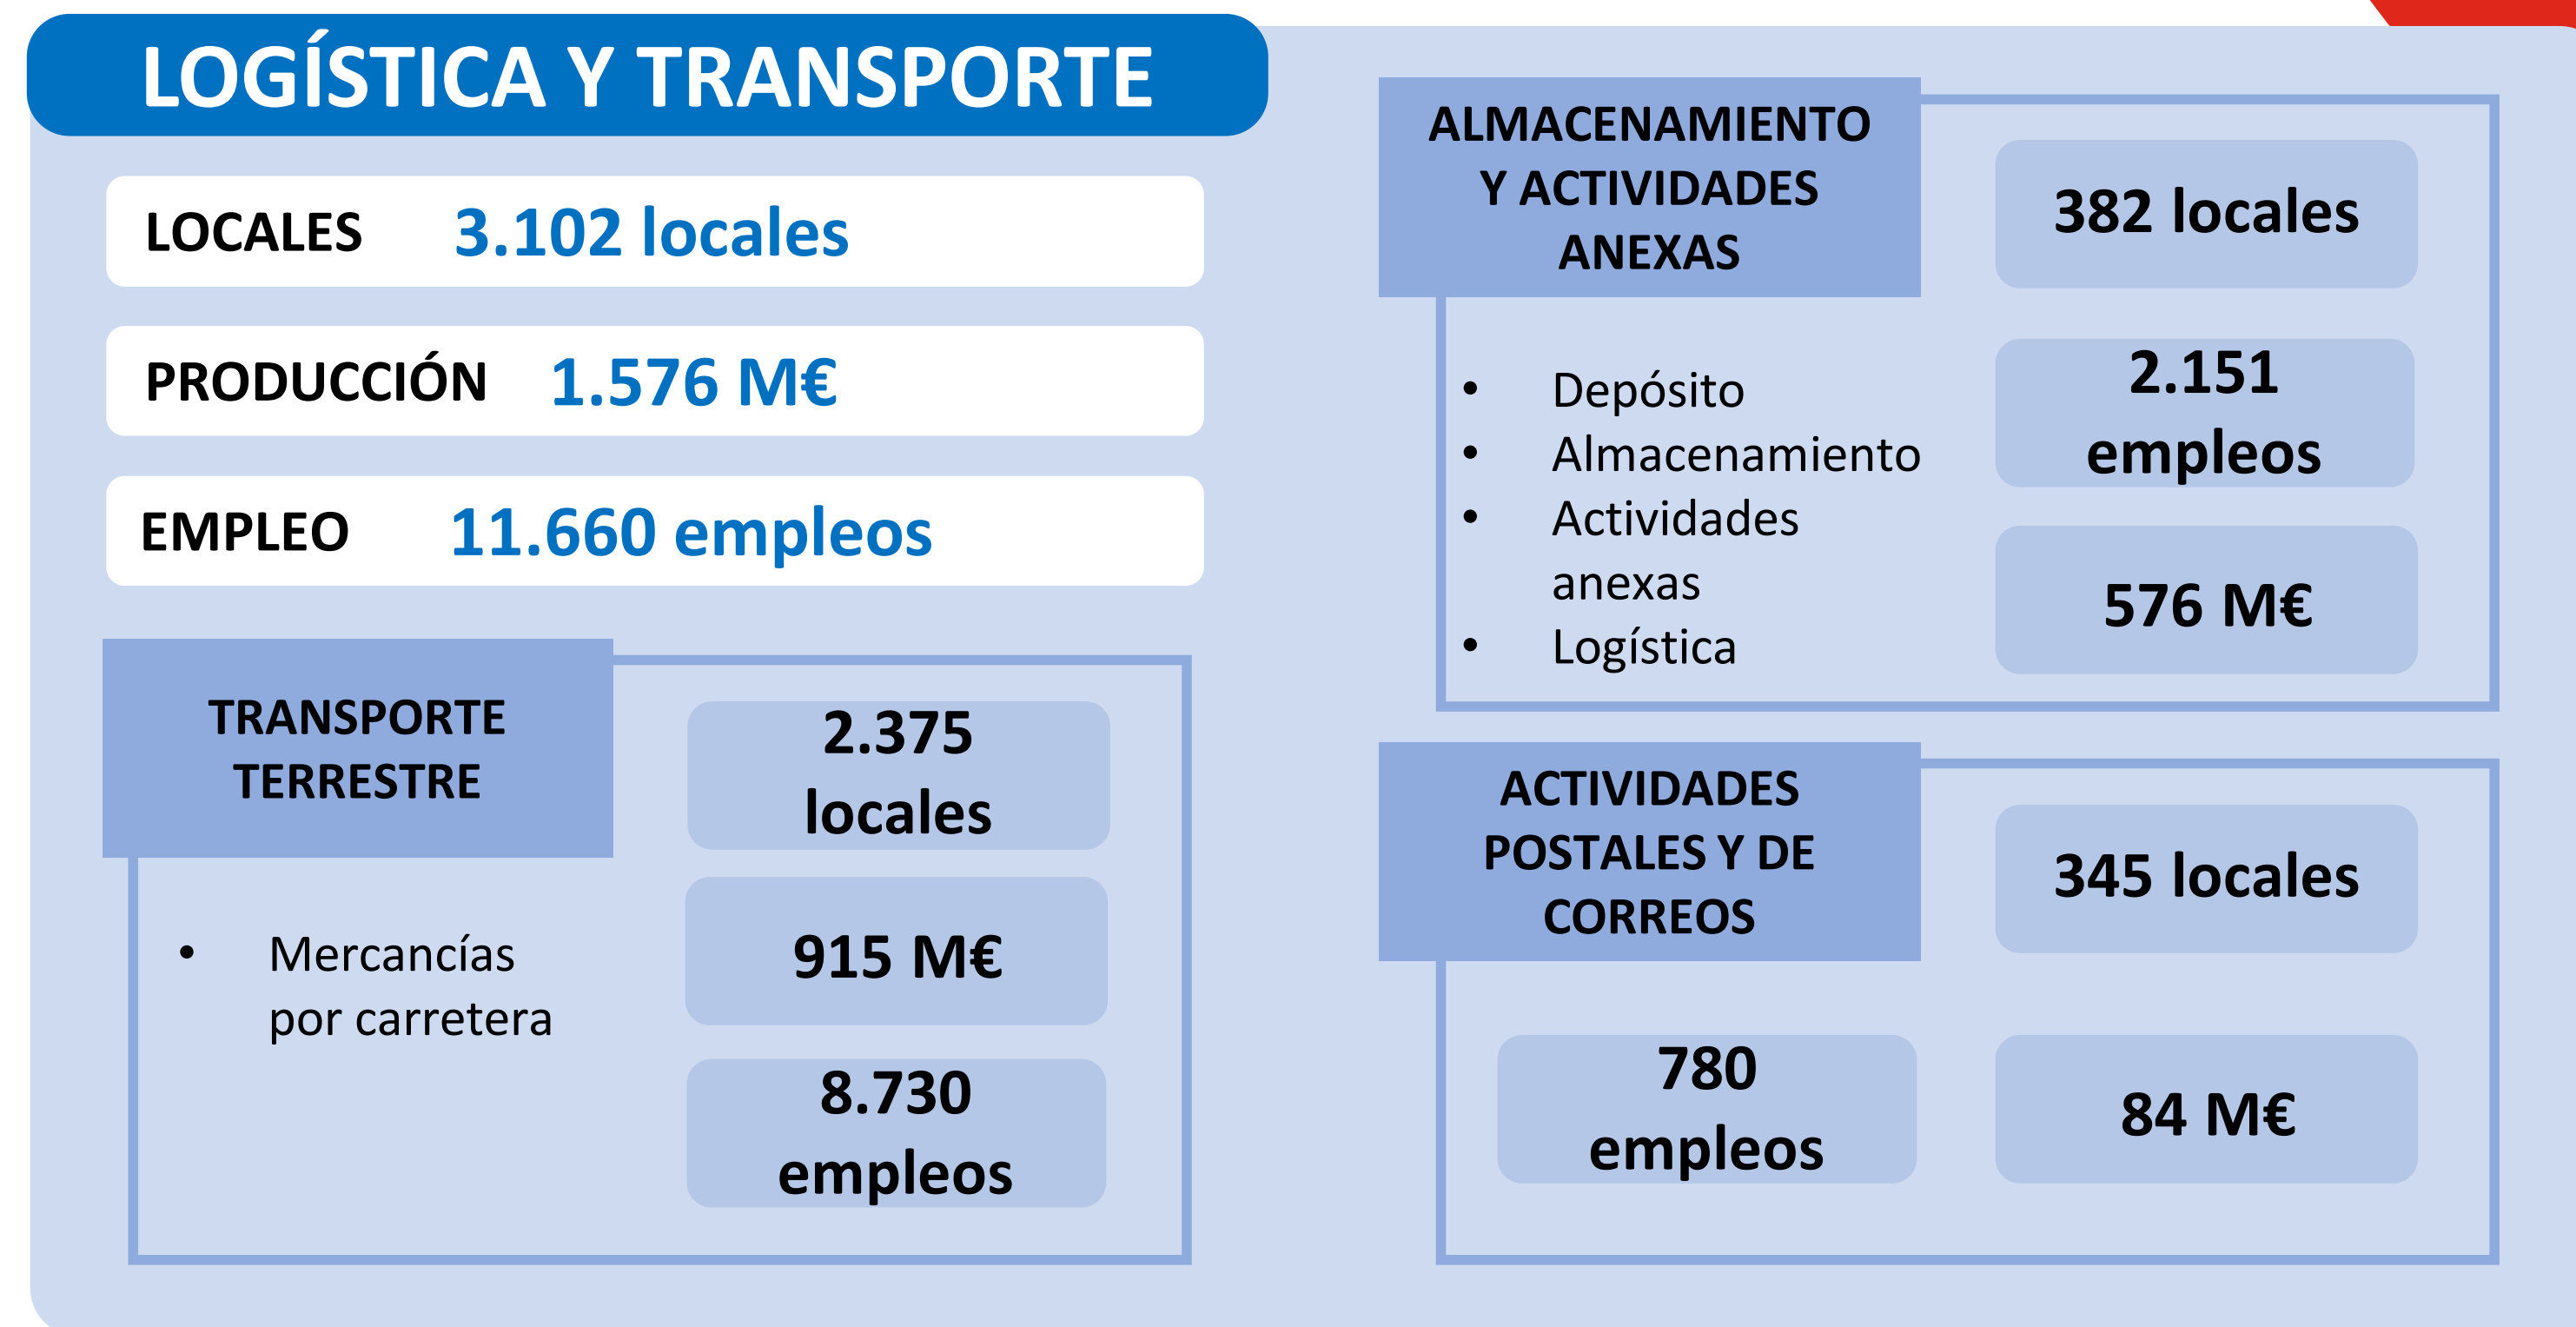 LOGÍSTICA Y TRANSPORTE
LOCALES 3.102 locales
PRODUCCIÓN 1.576 M€
EMPLEO 11.660 empleos
TRANSPORTE
TERRESTRE
• Mercancías
por carretera
2.375
locales
915 M€
8.730
empleos
ALMACENAMIENTO
Y ACTIVIDADES
ANEXAS
• Depósito
• Almacenamiento
• Actividades
anexas
• Logística
382 locales
2.151
empleos
576 M€
ACTIVIDADES
POSTALES Y DE
CORREOS
345 locales
780
empleos
84 M€